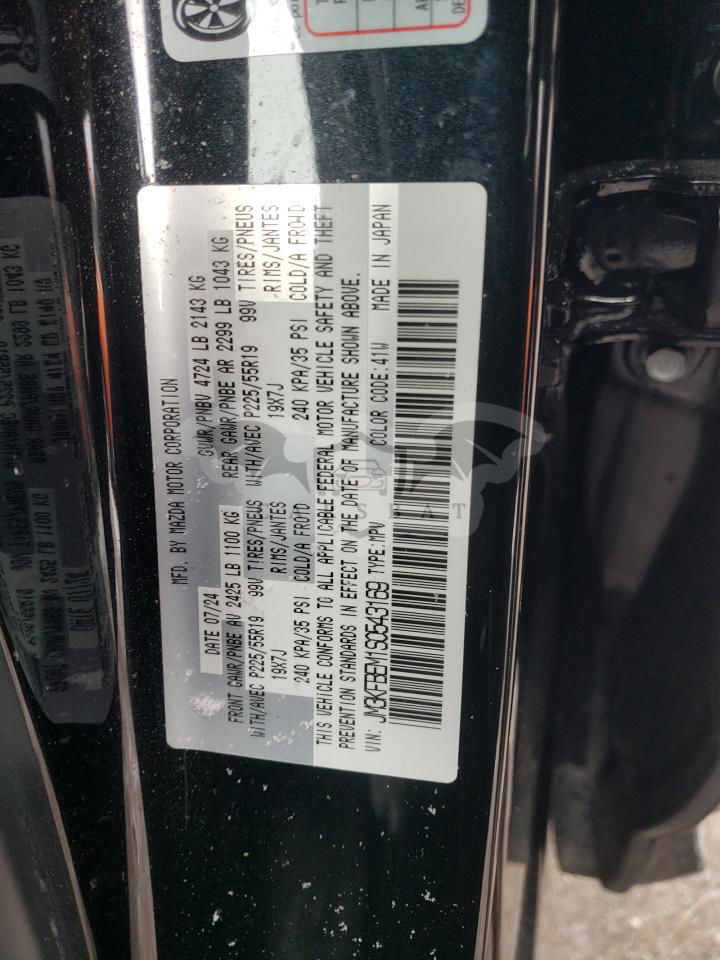 MFD. BY MAZDA MOTOR CORPORATION
DATE 07/24 GVWR/PNBV 4724 LB 2143 KG
FRONT GAWR/PNBE AV 2425 LB 1100 KG REAR GAWR/PNBE AR 2299 LB 1043 KG
WITH/AVEC P225/55R19 99V TIRES/PNEUS WITH/AVEC P225/55R19 99V TIRES/PNEUS
19X7J RIMS/JANTES 19X7J RIMS/JANTES
240 KPA/35 PSI COLD/A FROID 240 KPA/35 PSI COLD/A FROID
THIS VEHICLE CONFORMS TO ALL APPLICABLE FEDERAL MOTOR VEHICLE SAFETY AND THEFT
PREVENTION STANDARDS IN EFFECT ON THE DATE OF MANUFACTURE SHOWN ABOVE.
VIN: JM3KFBEM1S0543169 TYPE:MPV COLOR CODE:41W MADE IN JAPAN